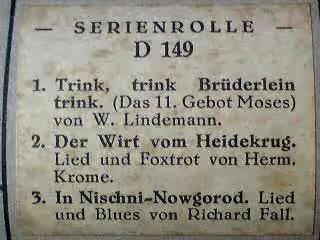 — SERIENROLLE —
D 149
1. Trink, trink Brüderlein
trink. (Das 11. Gebot Moses)
von W. Lindemann.
2. Der Wirt vom Heidekrug.
Lied und Foxtrot von Herm.
Krome.
3. In Nischni-Nowgorod. Lied
und Blues von Richard Fall.